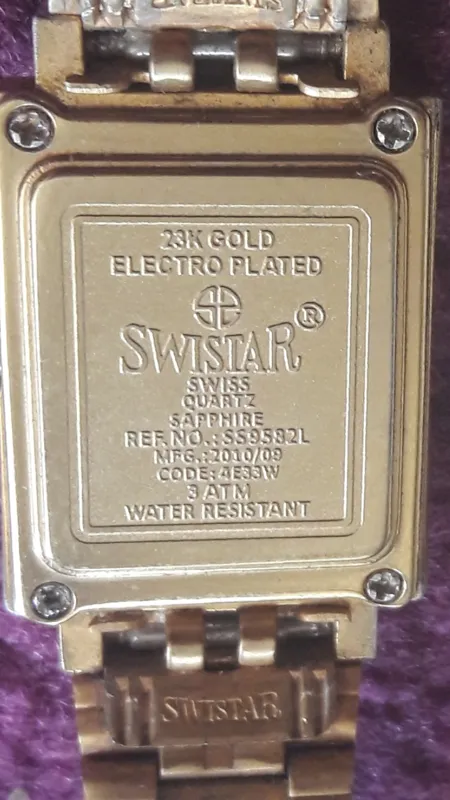 23K GOLD
ELECTRO PLATED
SWISTAR®
SWISS
QUARTZ
SAPPHIRE
REF.NO.:SS9582L
MFG.:2010/09
CODE:4E33W
3 ATM
WATER RESISTANT
SWISTAR